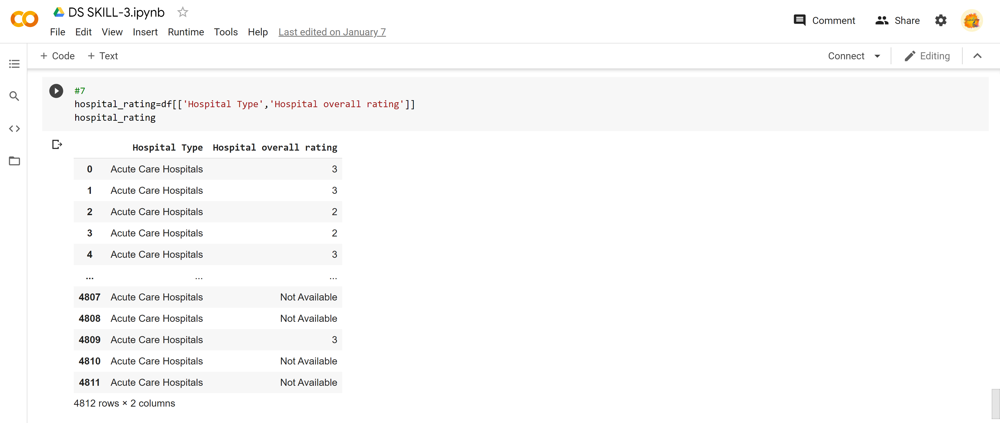 DS SKILL-3.ipynb
File Edit View Insert Runtime Tools Help Last edited on January 7
Comment Share
+ Code + Text
Connect Editing
#7
hospital_rating=df[['Hospital Type','Hospital overall rating']]
hospital_rating
Hospital Type Hospital overall rating
0 Acute Care Hospitals 3
1 Acute Care Hospitals 3
2 Acute Care Hospitals 2
3 Acute Care Hospitals 2
4 Acute Care Hospitals 3
... ... ...
4807 Acute Care Hospitals Not Available
4808 Acute Care Hospitals Not Available
4809 Acute Care Hospitals 3
4810 Acute Care Hospitals Not Available
4811 Acute Care Hospitals Not Available
4812 rows × 2 columns